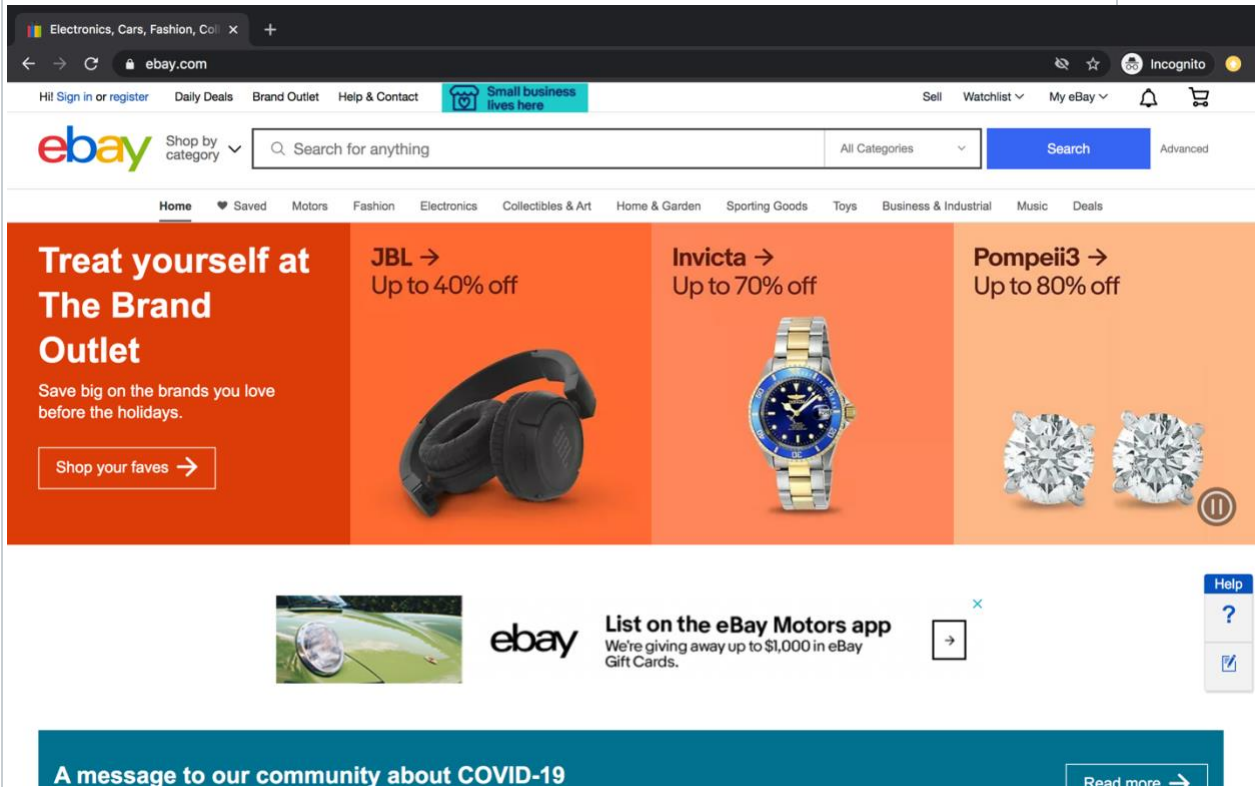 Electronics, Cars, Fashion, Coll
ebay.com
Incognito
Hi! Sign in or register Daily Deals Brand Outlet Help & Contact
Small business
lives here
Sell Watchlist My eBay
ebay
Shop by
category
Search for anything
All Categories
Search
Advanced
Home Saved Motors Fashion Electronics Collectibles & Art Home & Garden Sporting Goods Toys Business & Industrial Music Deals
Treat yourself at
The Brand
Outlet
Save big on the brands you love
before the holidays.
Shop your faves →
JBL →
Up to 40% off
Invicta →
Up to 70% off
Pompeii3 →
Up to 80% off
ebay
List on the eBay Motors app
We're giving away up to $1,000 in eBay
Gift Cards.
Help
?
A message to our community about COVID-19
Read more →